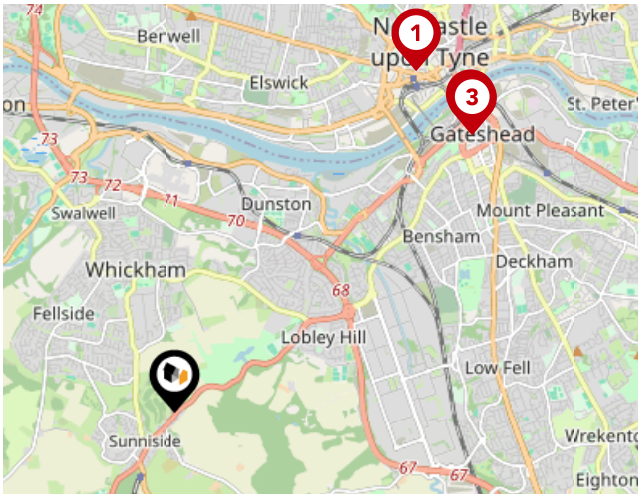 74
Berwell
1
Newcastle
upon Tyne
Byker
Elswick
on
St. Peter'
3
Gateshead
73
73
72
71
70
Swalwell
Dunston
Mount Pleasant
Bensham
Deckham
Whickham
68
Fellside
Lobley Hill
Low Fell
Sunniside
Wrekento
67
67
Eighton